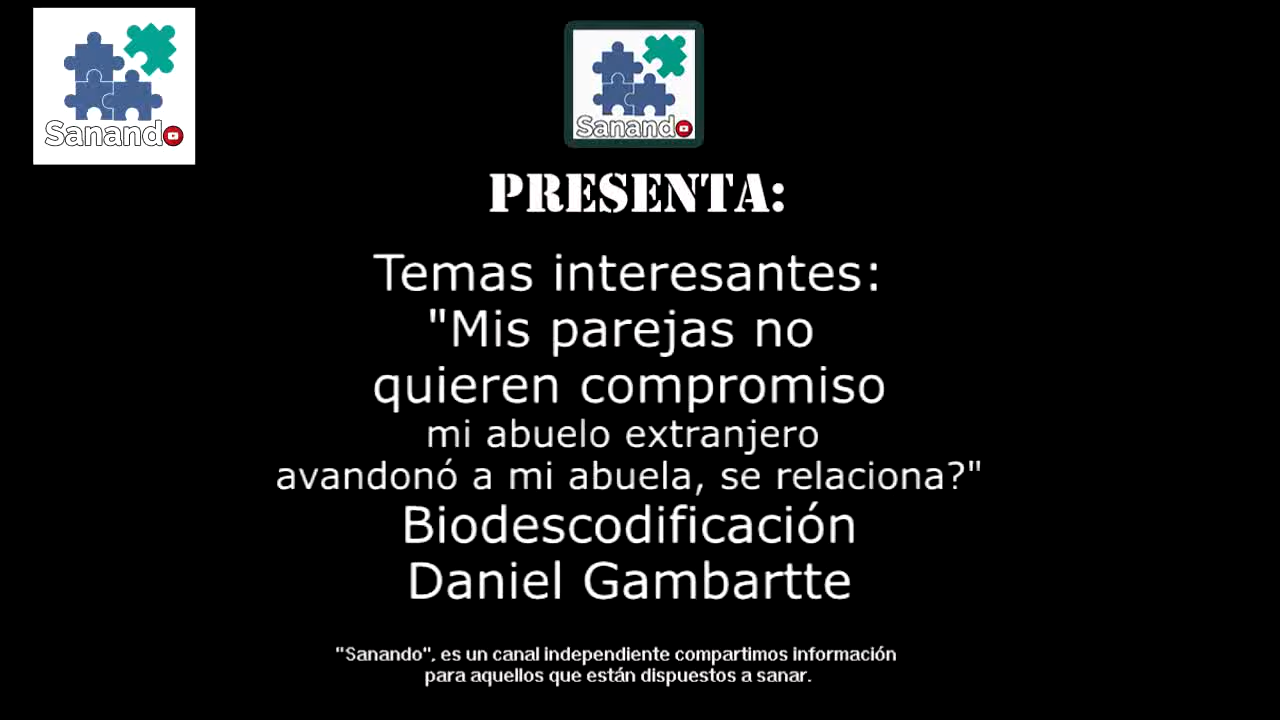 Sanando
Sanando
PRESENTA:
Temas interesantes:
"Mis parejas no
quieren compromiso
mi abuelo extranjero
avandonó a mi abuela, se relaciona?"
Biodescodificación
Daniel Gambartte
"Sanando", es un canal independiente compartimos información
para aquellos que están dispuestos a sanar.